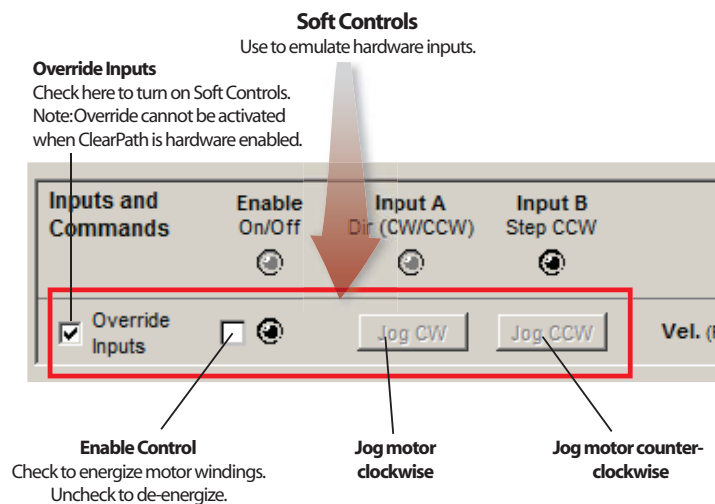 Soft Controls
Use to emulate hardware inputs.
Override Inputs
Check here to turn on Soft Controls.
Note:Override cannot be activated
when ClearPath is hardware enabled.
Inputs and
Commands
Enable
On/Off
Input A
Dir (CW/CCW)
Input B
Step CCW
Override
Inputs
Jog CW
Jog CCW
Vel.
Enable Control
Check to energize motor windings.
Uncheck to de-energize.
Jog motor
clockwise
Jog motor counter-
clockwise